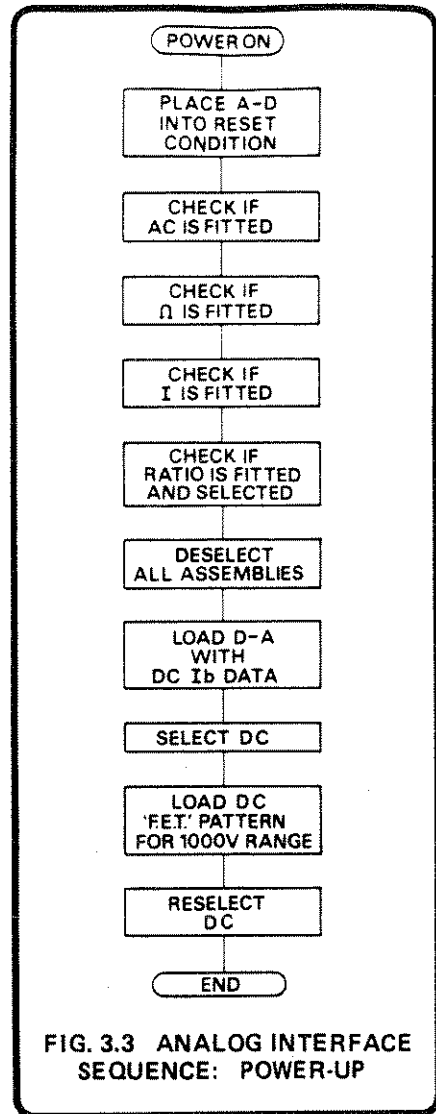 POWER ON
PLACE A-D
INTO RESET
CONDITION
CHECK IF
AC IS FITTED
CHECK IF
Ω IS FITTED
CHECK IF
I IS FITTED
CHECK IF
RATIO IS FITTED
AND SELECTED
DESELECT
ALL ASSEMBLIES
LOAD D-A
WITH
DC Ib DATA
SELECT DC
LOAD DC
'F.E.T.' PATTERN
FOR 1000V RANGE
RESELECT
DC
END
FIG. 3.3 ANALOG INTERFACE
SEQUENCE: POWER-UP